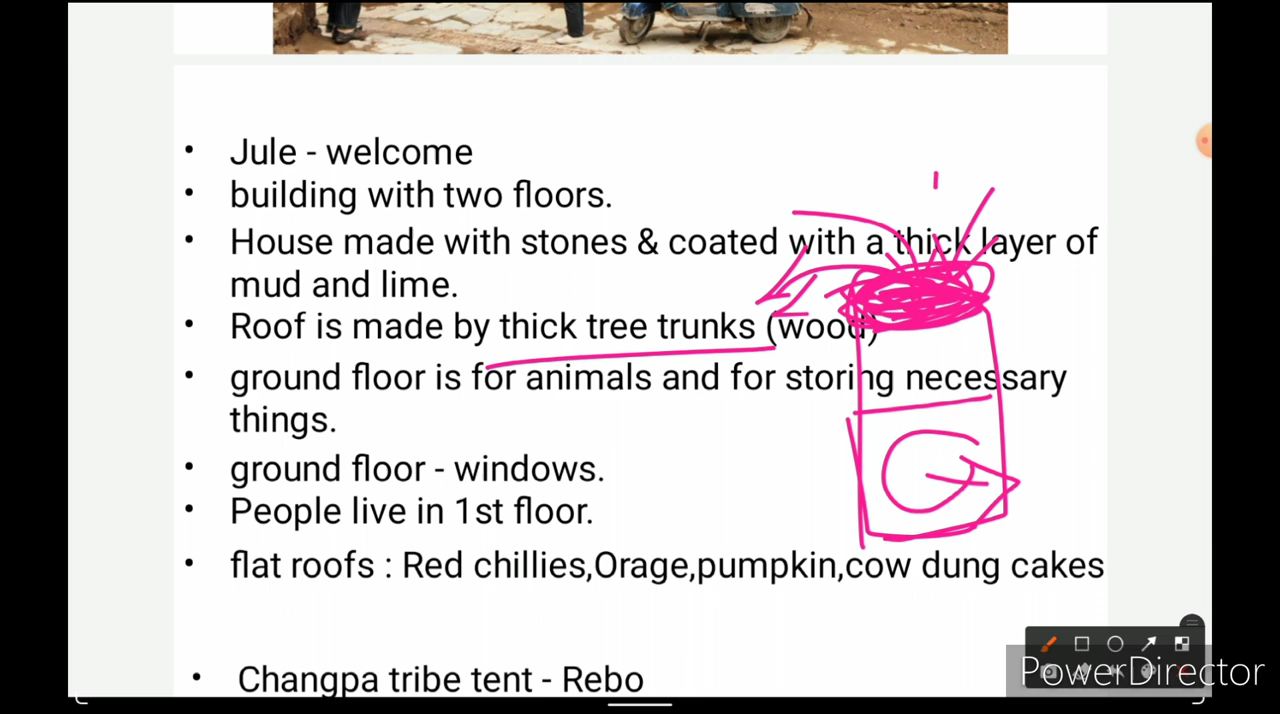 • Jule - welcome
• building with two floors.
• House made with stones & coated with a thick layer of
mud and lime.
• Roof is made by thick tree trunks (wood)
• ground floor is for animals and for storing necessary
things.
• ground floor - windows.
• People live in 1st floor.
• flat roofs : Red chillies,Orage,pumpkin,cow dung cakes
• Changpa tribe tent - Rebo
PowerDirector